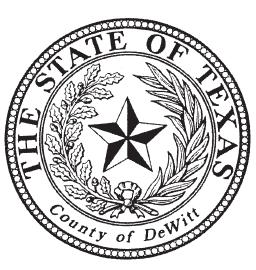 THE STATE OF TEXAS
County of DeWitt